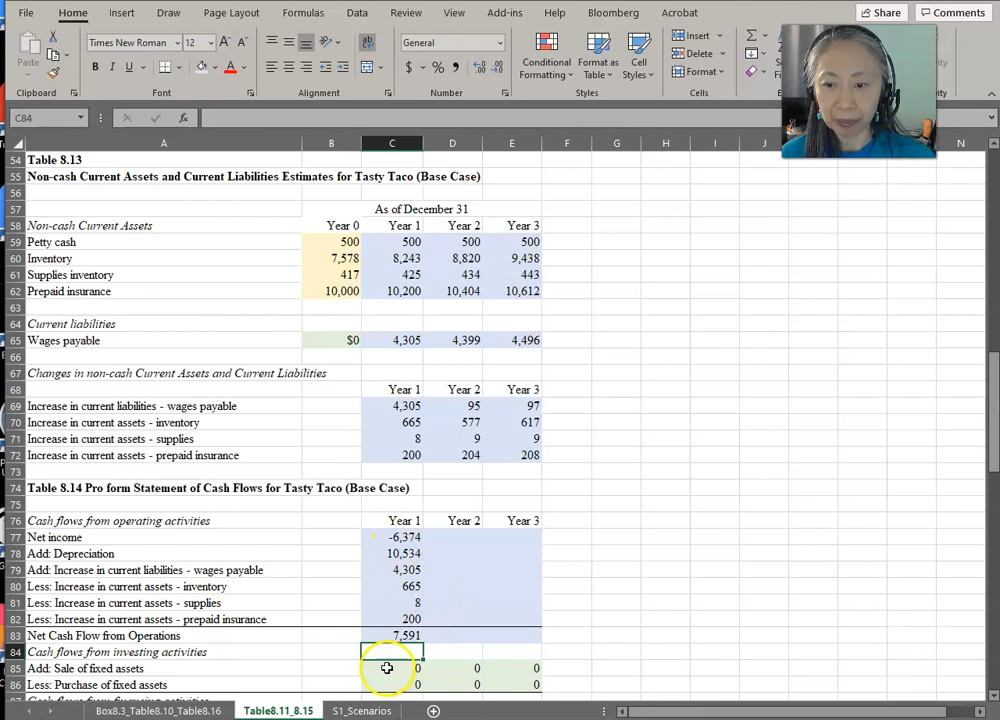 File Home Insert Draw Page Layout Formulas Data Review View Add-ins Help Bloomberg Acrobat Share Comments
Paste Times New Roman 12 General Conditional Formatting Format as Table Cell Styles Insert Delete Format
Clipboard Font Alignment Number Styles Cells
C84 fx
A B C D E F G H I J N
54 Table 8.13
55 Non-cash Current Assets and Current Liabilities Estimates for Tasty Taco (Base Case)
56
57 As of December 31
58 Non-cash Current Assets Year 0 Year 1 Year 2 Year 3
59 Petty cash 500 500 500 500
60 Inventory 7,578 8,243 8,820 9,438
61 Supplies inventory 417 425 434 443
62 Prepaid insurance 10,000 10,200 10,404 10,612
63
64 Current liabilities
65 Wages payable $0 4,305 4,399 4,496
66
67 Changes in non-cash Current Assets and Current Liabilities
68 Year 1 Year 2 Year 3
69 Increase in current liabilities - wages payable 4,305 95 97
70 Increase in current assets - inventory 665 577 617
71 Increase in current assets - supplies 8 9 9
72 Increase in current assets - prepaid insurance 200 204 208
73
74 Table 8.14 Pro form Statement of Cash Flows for Tasty Taco (Base Case)
75
76 Cash flows from operating activities Year 1 Year 2 Year 3
77 Net income -6,374
78 Add: Depreciation 10,534
79 Add: Increase in current liabilities - wages payable 4,305
80 Less: Increase in current assets - inventory 665
81 Less: Increase in current assets - supplies 8
82 Less: Increase in current assets - prepaid insurance 200
83 Net Cash Flow from Operations 7,591
84 Cash flows from investing activities
85 Add: Sale of fixed assets 0 0 0
86 Less: Purchase of fixed assets 0 0 0
Cash flows from financing activities
Box8.3_Table8.10_Table8.16 Table8.11_8.15 S1_Scenarios